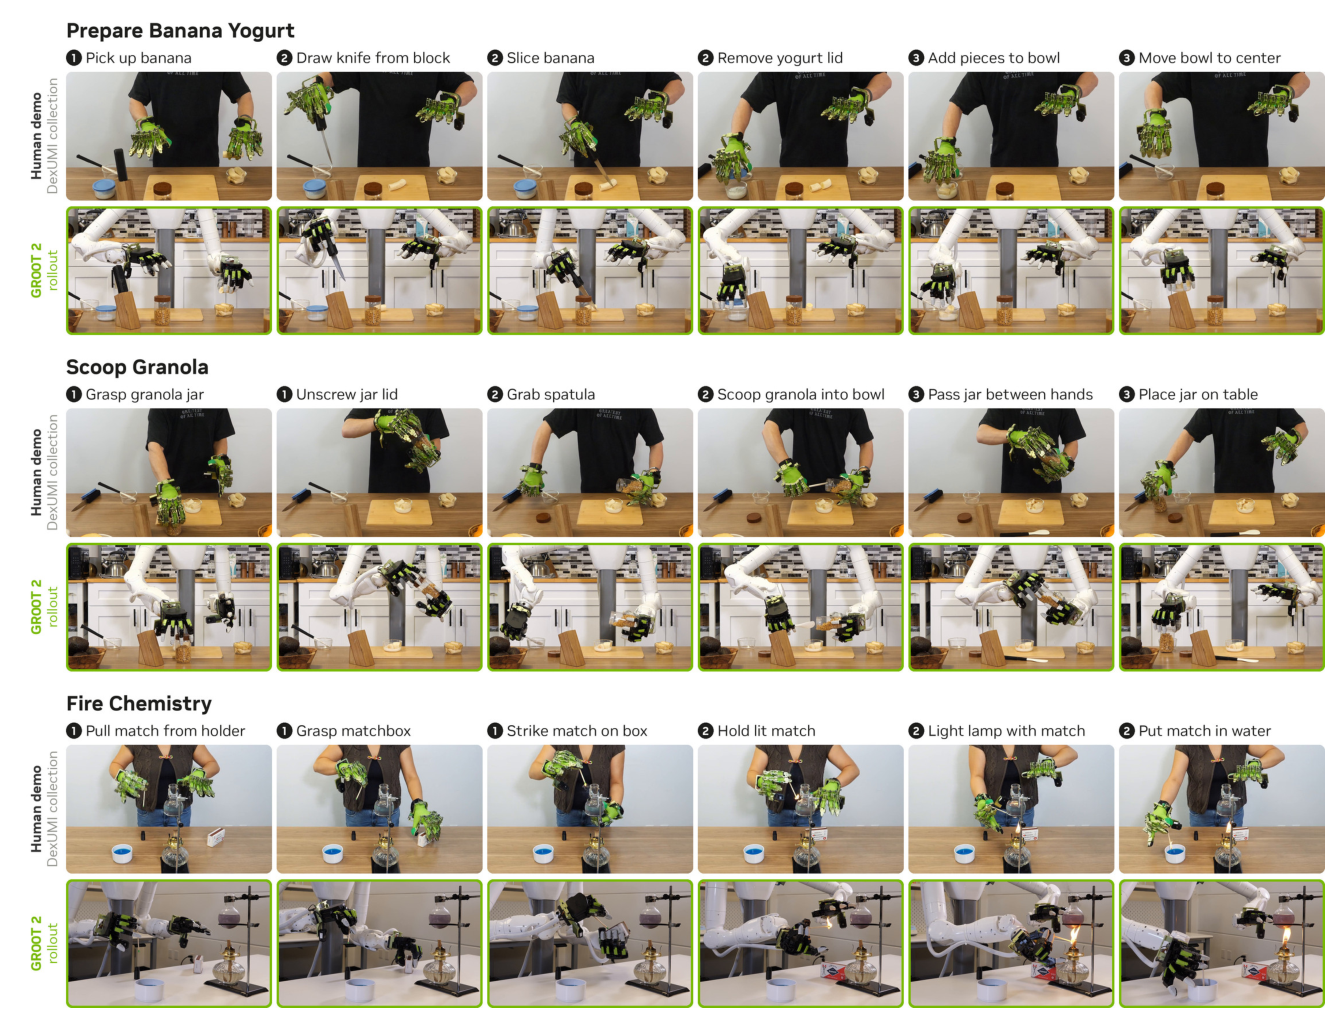 Prepare Banana Yogurt
1 Pick up banana
2 Draw knife from block
2 Slice banana
2 Remove yogurt lid
3 Add pieces to bowl
3 Move bowl to center
Human demo
DexUMI collection
GR00T 2
rollout
Scoop Granola
1 Grasp granola jar
1 Unscrew jar lid
2 Grab spatula
2 Scoop granola into bowl
3 Pass jar between hands
3 Place jar on table
Human demo
DexUMI collection
GR00T 2
rollout
Fire Chemistry
1 Pull match from holder
1 Grasp matchbox
1 Strike match on box
2 Hold lit match
2 Light lamp with match
2 Put match in water
Human demo
DexUMI collection
GR00T 2
rollout